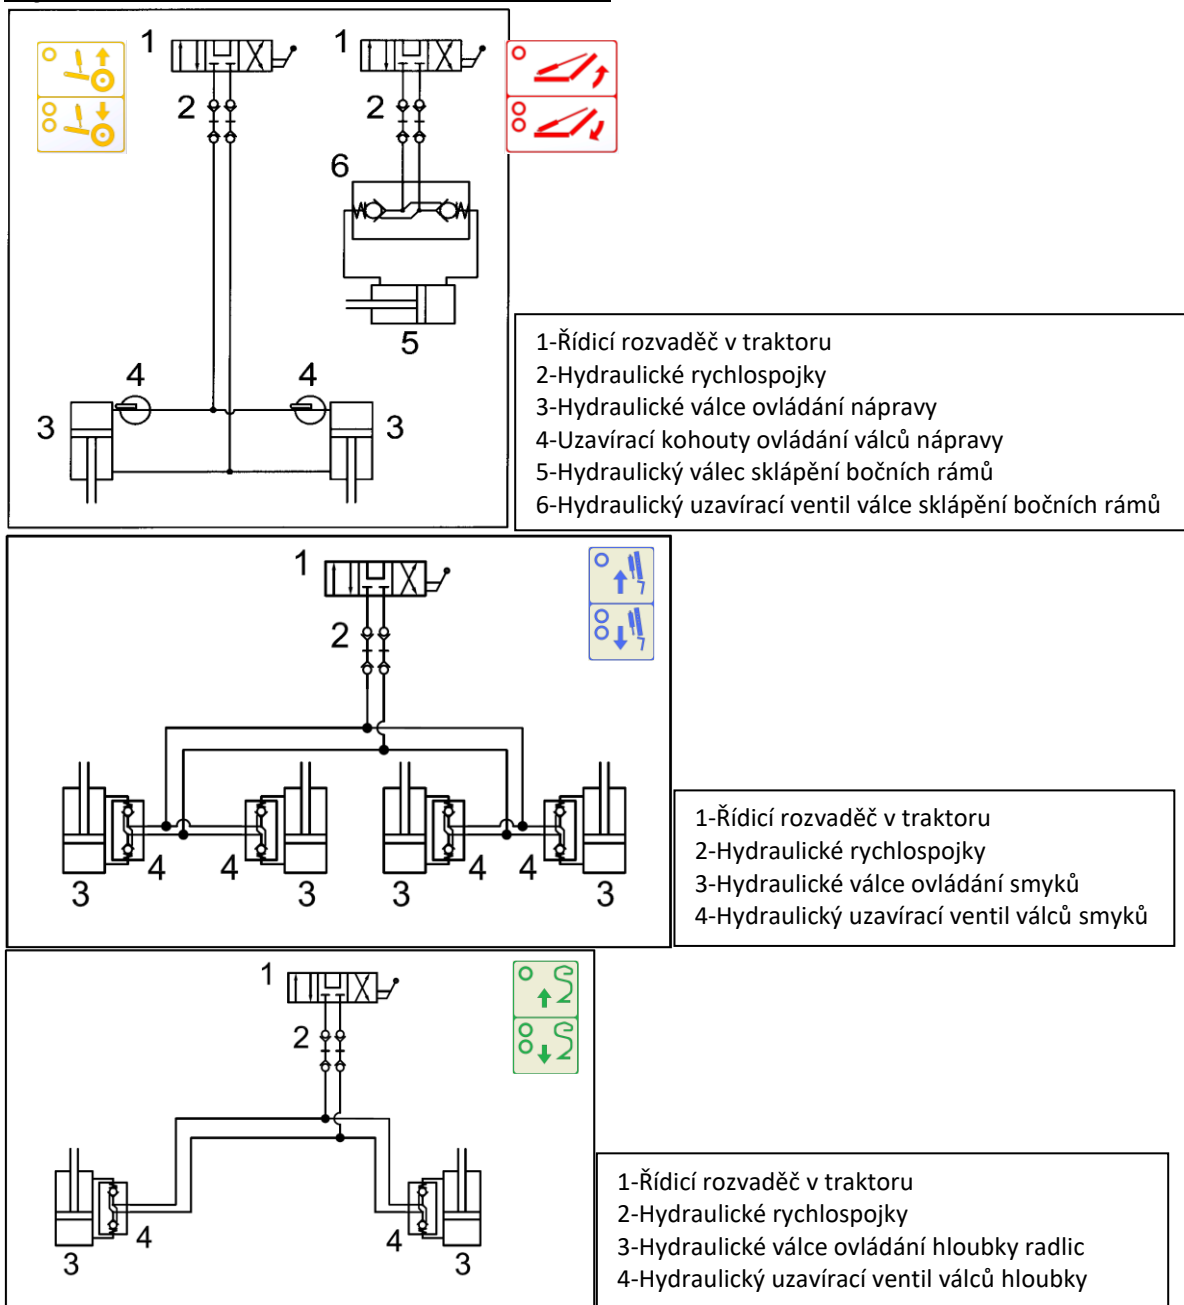 1
1
2
2
6
5
4
4
3
3
1-Řídicí rozvaděč v traktoru
2-Hydraulické rychlospojky
3-Hydraulické válce ovládání nápravy
4-Uzavírací kohouty ovládání válců nápravy
5-Hydraulický válec sklápění bočních rámů
6-Hydraulický uzavírací ventil válce sklápění bočních rámů
1
2
3
4
4
3
3
4
4
3
1-Řídicí rozvaděč v traktoru
2-Hydraulické rychlospojky
3-Hydraulické válce ovládání smyků
4-Hydraulický uzavírací ventil válců smyků
1
2
3
4
4
3
1-Řídicí rozvaděč v traktoru
2-Hydraulické rychlospojky
3-Hydraulické válce ovládání hloubky radlic
4-Hydraulický uzavírací ventil válců hloubky